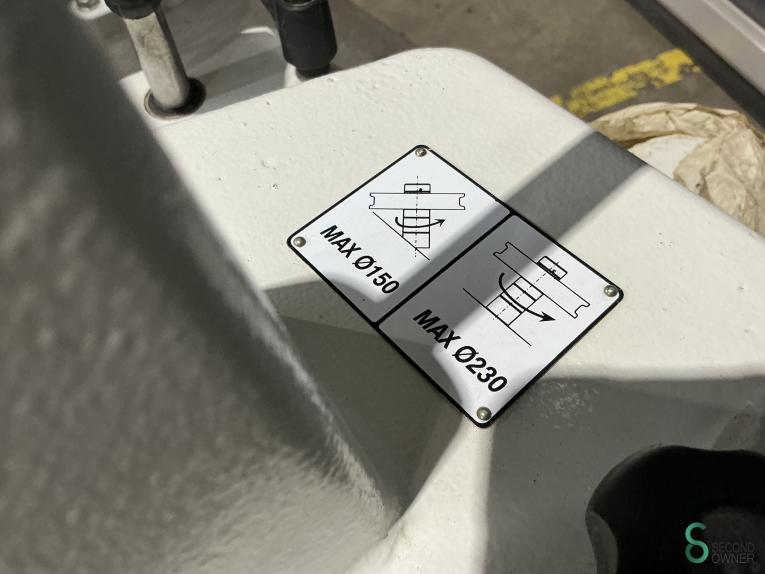 MAX Ø150
MAX Ø230
SECOND
OWNER